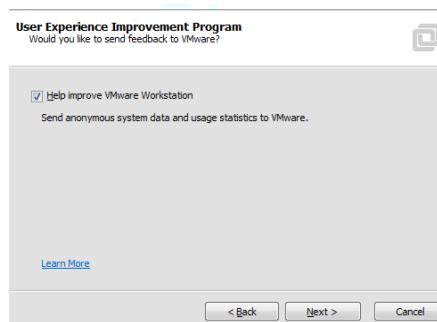 User Experience Improvement Program
Would you like to send feedback to VMware?
Help improve VMware Workstation
Send anonymous system data and usage statistics to VMware.
Learn More
< Back
Next >
Cancel